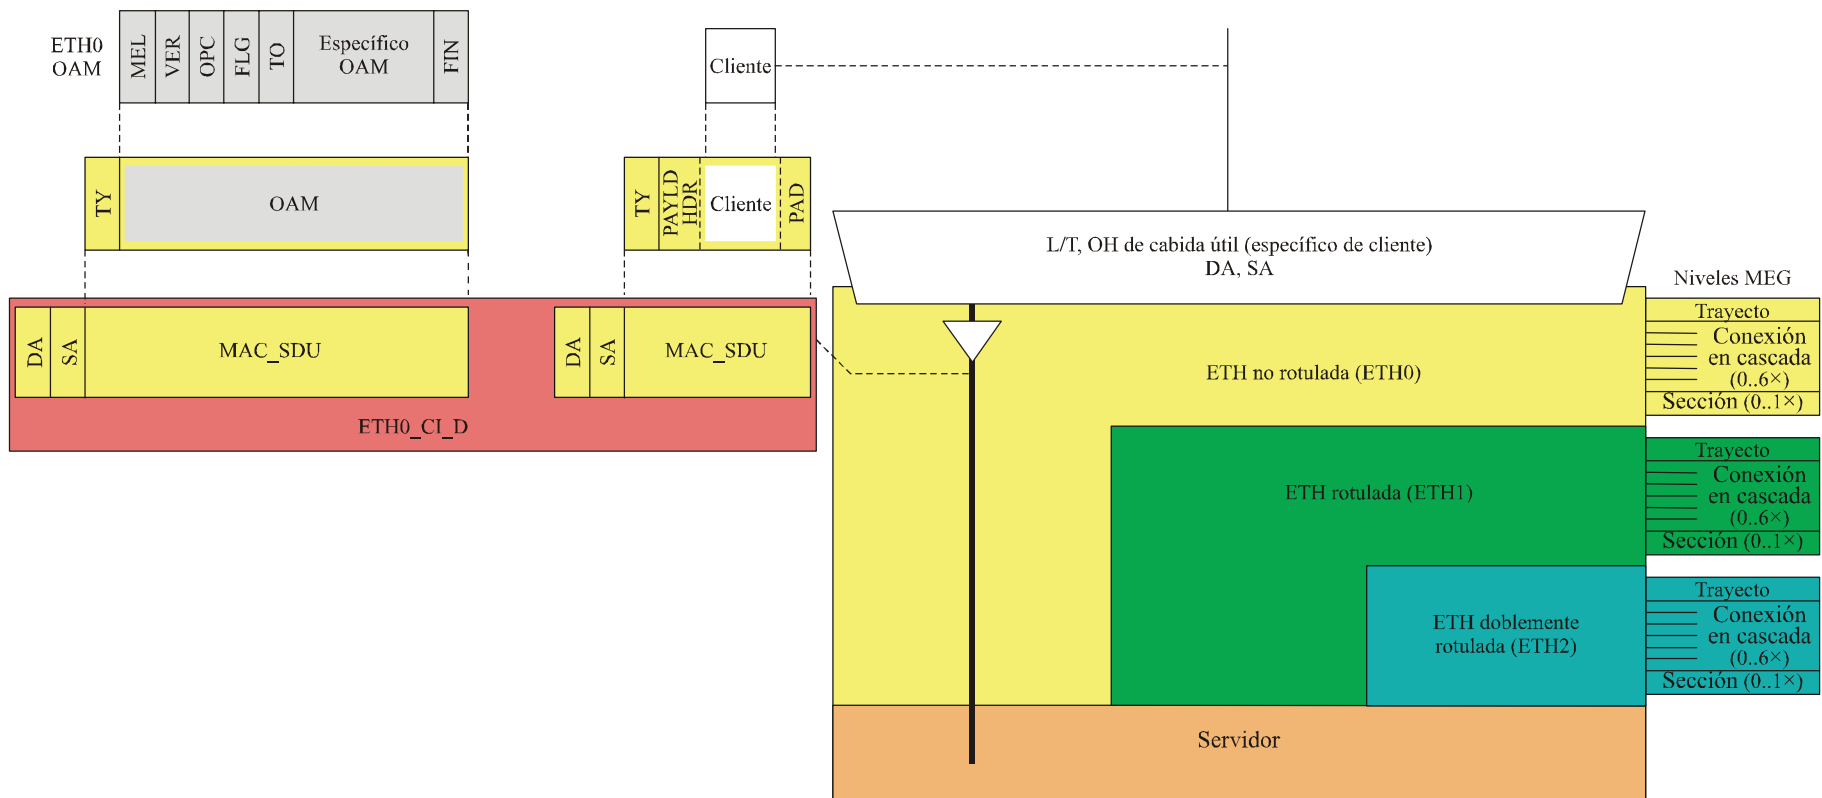 ETH0
OAM
MEL
VER
OPC
FLG
TO
Específico
OAM
FIN
Cliente
TY
OAM
TY
PAYLD
HDR
Cliente
PAD
L/T, OH de cabida útil (específico de cliente)
DA, SA
DA
SA
MAC_SDU
DA
SA
MAC_SDU
ETH0_CI_D
ETH no rotulada (ETH0)
ETH rotulada (ETH1)
ETH doblemente
rotulada (ETH2)
Servidor
Niveles MEG
Trayecto
Conexión
en cascada
(0..6×)
Sección (0..1×)
Trayecto
Conexión
en cascada
(0..6×)
Sección (0..1×)
Trayecto
Conexión
en cascada
(0..6×)
Sección (0..1×)